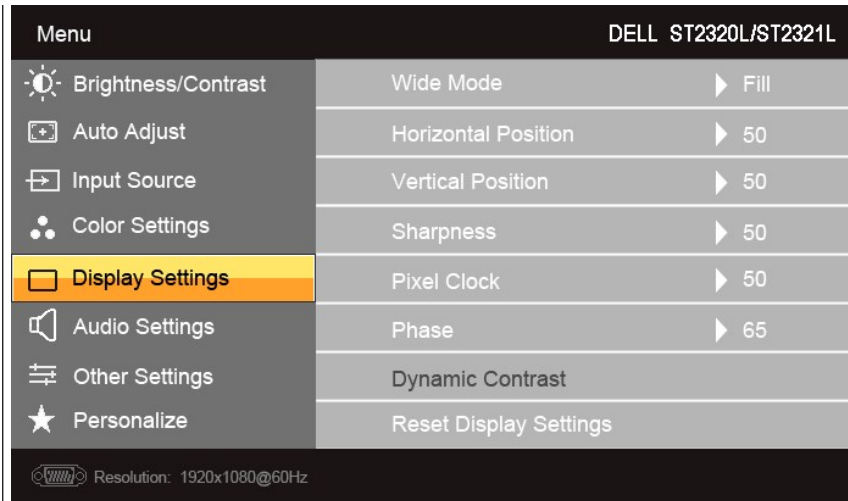 Menu DELL ST2320L/ST2321L
Brightness/Contrast Wide Mode Fill
Auto Adjust Horizontal Position 50
Input Source Vertical Position 50
Color Settings Sharpness 50
Display Settings Pixel Clock 50
Audio Settings Phase 65
Other Settings Dynamic Contrast
Personalize Reset Display Settings
Resolution: 1920x1080@60Hz